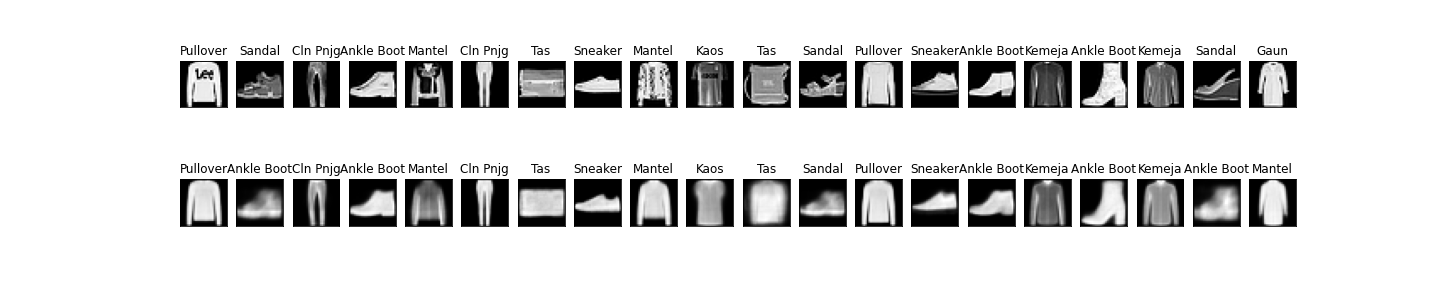 Pullover Sandal Cln Pnjg Ankle Boot Mantel Cln Pnjg Tas Sneaker Mantel Kaos Tas Sandal Pullover Sneaker Ankle Boot Kemeja Ankle Boot Kemeja Sandal Gaun
Lee
Pullover Ankle Boot Cln Pnjg Ankle Boot Mantel Cln Pnjg Tas Sneaker Mantel Kaos Tas Sandal Pullover Sneaker Ankle Boot Kemeja Ankle Boot Kemeja Ankle Boot Mantel